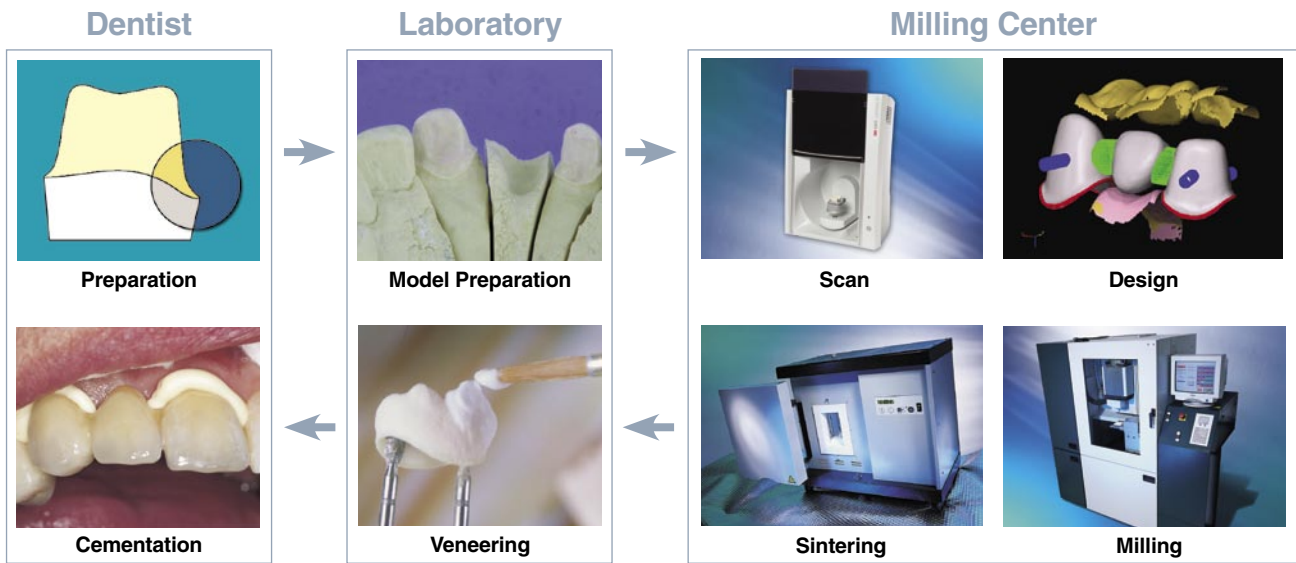 Dentist
Laboratory
Milling Center
Preparation
Model Preparation
Scan
Design
Cementation
Veneering
Sintering
Milling